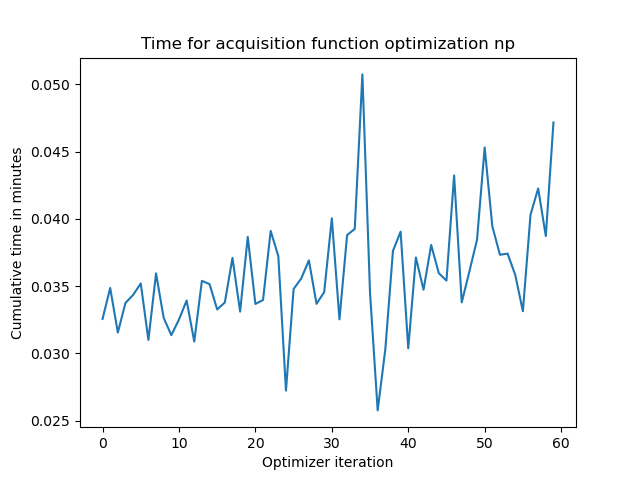 Time for acquisition function optimization np
Cumulative time in minutes
0.050
0.045
0.040
0.035
0.030
0.025
0 10 20 30 40 50 60
Optimizer iteration